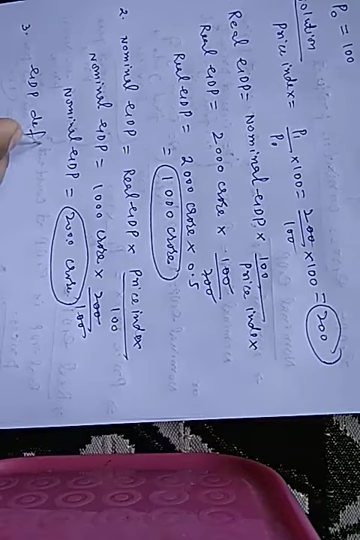 P₀ = 100
Solution
Price index = P₁/P₀ × 100 = 200/100 × 100 = 200
Real GDP = Nominal GDP × 100/Price index
Real GDP = 2000 crore × 100/200
Real GDP = 2000 crore × 0.5
= 1000 crore
2. Nominal GDP = Real GDP × Price index/100
Nominal GDP = 1000 crore × 200/100
Nominal GDP = 2000 crore
3. GDP def